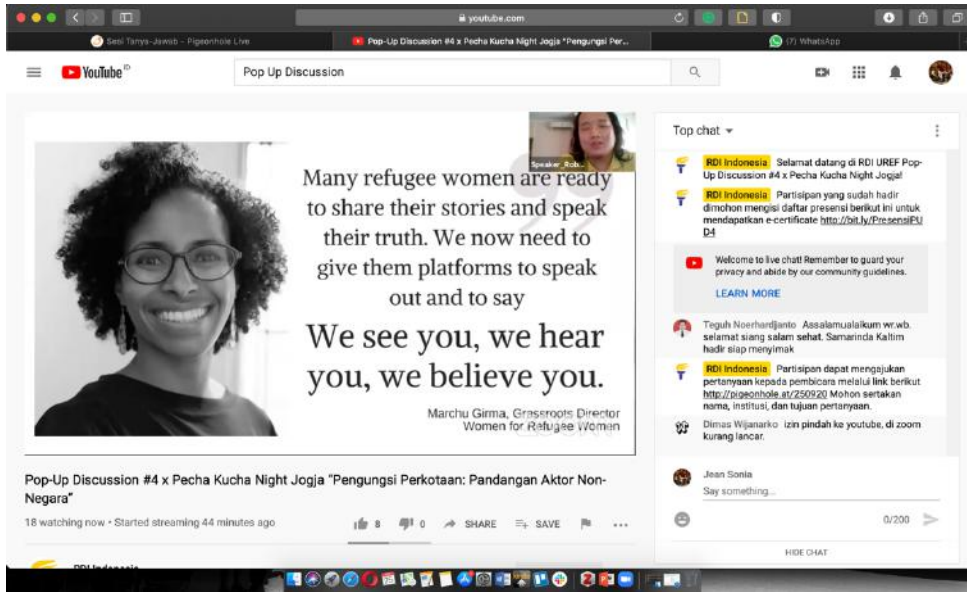 youtube.com
Sesi Tanya-Jawab - Pigeonhole Live
Pop-Up Discussion #4 x Pecha Kucha Night Jogja "Pengungsi Per...
(7) WhatsApp
YouTube ID
Pop Up Discussion
Speaker_Rob...
Many refugee women are ready
to share their stories and speak
their truth. We now need to
give them platforms to speak
out and to say
We see you, we hear
you, we believe you.
Marchu Girma, Grassroots Director
Women for Refugee Women
Pop-Up Discussion #4 x Pecha Kucha Night Jogja "Pengungsi Perkotaan: Pandangan Aktor Non-
Negara"
18 watching now • Started streaming 44 minutes ago
8
0
SHARE
SAVE
RDI Indonesia
Top chat
RDI Indonesia Selamat datang di RDI UREF Pop-
Up Discussion #4 x Pecha Kucha Night Jogja!
RDI Indonesia Partisipan yang sudah hadir
dimohon mengisi daftar presensi berikut ini untuk
mendapatkan e-certificate http://bit.ly/PresensiPU
D4
Welcome to live chat! Remember to guard your
privacy and abide by our community guidelines.
LEARN MORE
Teguh Noerhardjanto Assalamualaikum wr.wb.
selamat siang salam sehat. Samarinda Kaltim
hadir siap menyimak
RDI Indonesia Partisipan dapat mengajukan
pertanyaan kepada pembicara melalui link berikut
http://pigeonhole.at/250920 Mohon sertakan
nama, institusi, dan tujuan pertanyaan.
Dimas Wijanarko izin pindah ke youtube, di zoom
kurang lancar.
Jean Sonia
Say something...
0/200
HIDE CHAT